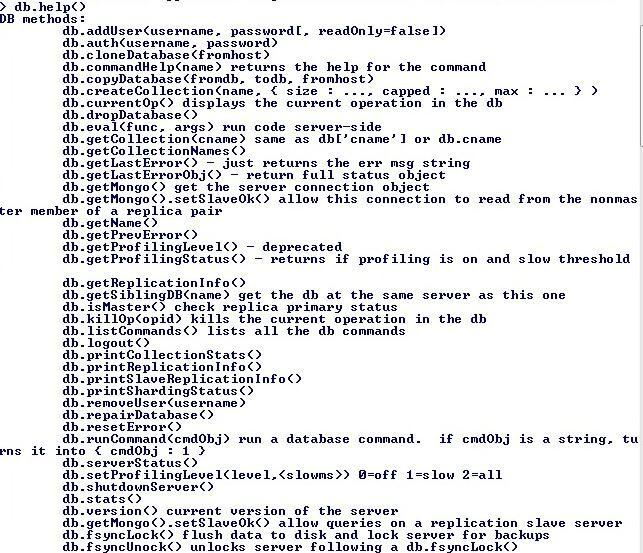 > db.help()
DB methods:
db.addUser(username, password[, readOnly=false])
db.auth(username, password)
db.cloneDatabase(fromhost)
db.commandHelp(name) returns the help for the command
db.copyDatabase(fromdb, todb, fromhost)
db.createCollection(name, { size : ..., capped : ..., max : ... } )
db.currentOp() displays the current operation in the db
db.dropDatabase()
db.eval(func, args) run code server-side
db.getCollection(cname) same as db['cname'] or db.cname
db.getCollectionNames()
db.getLastError() - just returns the err msg string
db.getLastErrorObj() - return full status object
db.getMongo() get the server connection object
db.getMongo().setSlaveOk() allow this connection to read from the nonmas
ter member of a replica pair
db.getName()
db.getPrevError()
db.getProfilingLevel() - deprecated
db.getProfilingStatus() - returns if profiling is on and slow threshold
db.getReplicationInfo()
db.getSiblingDB(name) get the db at the same server as this one
db.isMaster() check replica primary status
db.killOp(opid) kills the current operation in the db
db.listCommands() lists all the db commands
db.logout()
db.printCollectionStats()
db.printReplicationInfo()
db.printSlaveReplicationInfo()
db.printShardingStatus()
db.removeUser(username)
db.repairDatabase()
db.resetError()
db.runCommand(cmdObj) run a database command.  if cmdObj is a string, tu
rns it into { cmdObj : 1 }
db.serverStatus()
db.setProfilingLevel(level,<slowms>) 0=off 1=slow 2=all
db.shutdownServer()
db.stats()
db.version() current version of the server
db.getMongo().setSlaveOk() allow queries on a replication slave server
db.fsyncLock() flush data to disk and lock server for backups
db.fsyncUnock() unlocks server following a db.fsyncLock()